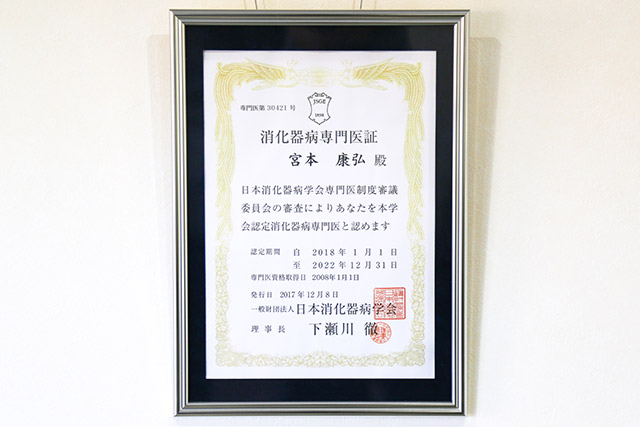 専門医第 30421 号
JSGE
1898
消化器病専門医証
宮本 康弘 殿
日本消化器病学会専門医制度審議
委員会の審査によりあなたを本学
会認定消化器病専門医と認めます
認定期間 自 2018 年 1 月 1 日
至 2022 年 12 月 31 日
専門医資格取得日 2008年1月1日
発行日 2017年12月8日
一般財団法人 日本消化器病学会
理事長 下瀬川 徹